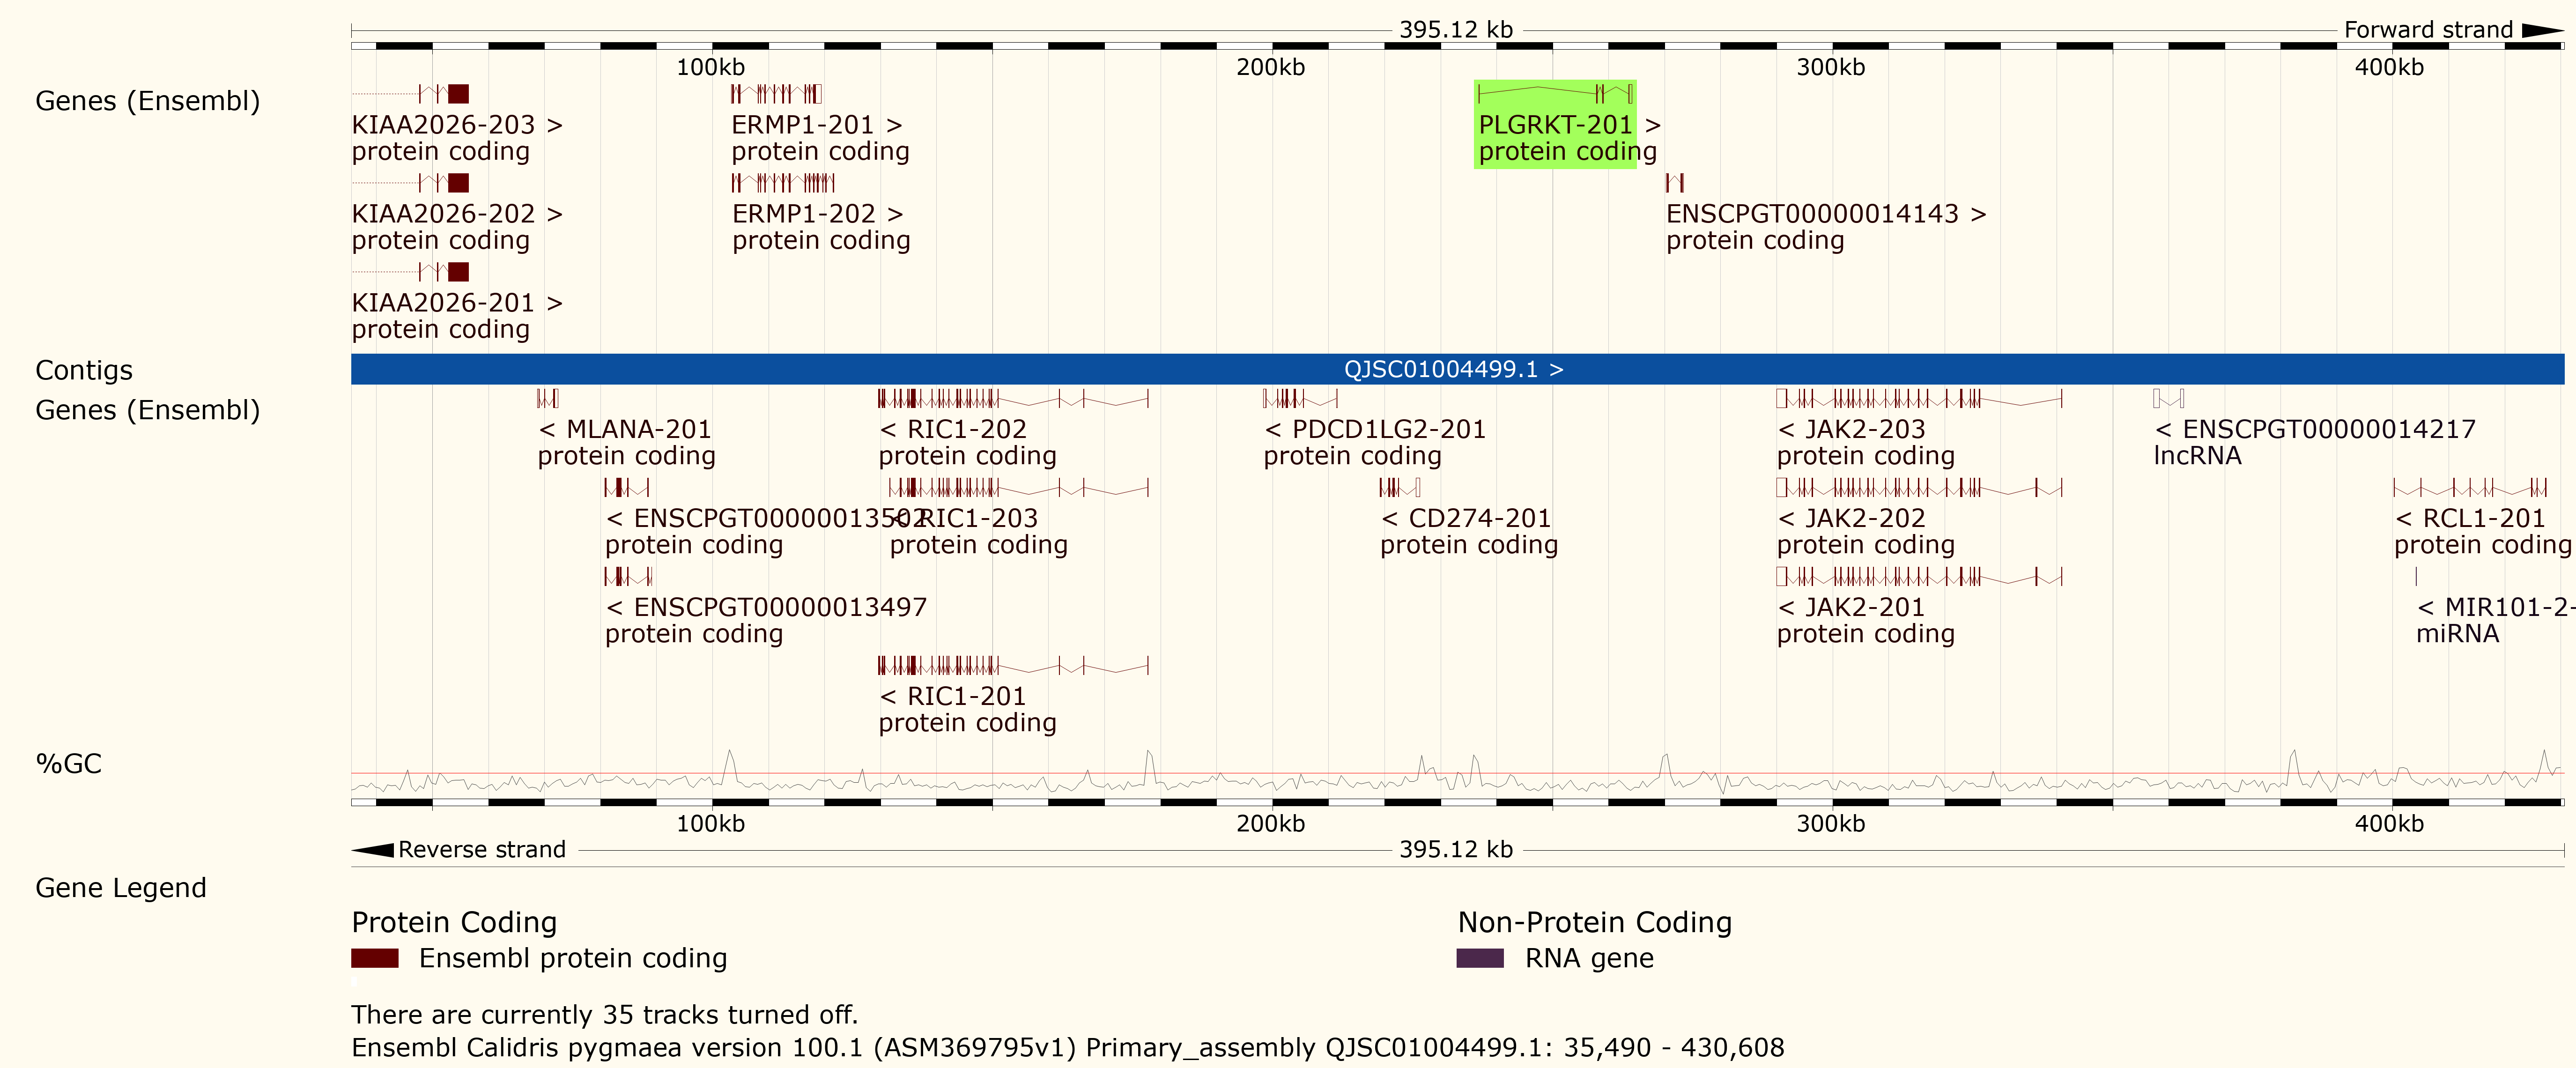 395.12 kb
Forward strand
100kb 200kb 300kb 400kb
Genes (Ensembl)
KIAA2026-203 >
protein coding
ERMP1-201 >
protein coding
PLGRKT-201 >
protein coding
KIAA2026-202 >
protein coding
ERMP1-202 >
protein coding
ENSCPGT00000014143 >
protein coding
KIAA2026-201 >
protein coding
Contigs
QJSC01004499.1 >
Genes (Ensembl)
< MLANA-201
protein coding
< RIC1-202
protein coding
< PDCD1LG2-201
protein coding
< JAK2-203
protein coding
< ENSCPGT00000014217
lncRNA
< ENSCPGT00000013502
protein coding
< RIC1-203
protein coding
< CD274-201
protein coding
< JAK2-202
protein coding
< RCL1-201
protein coding
< ENSCPGT00000013497
protein coding
< JAK2-201
protein coding
< MIR101-2-
miRNA
< RIC1-201
protein coding
%GC
100kb 200kb 300kb 400kb
Reverse strand
395.12 kb
Gene Legend
Protein Coding
Ensembl protein coding
Non-Protein Coding
RNA gene
There are currently 35 tracks turned off.
Ensembl Calidris pygmaea version 100.1 (ASM369795v1) Primary_assembly QJSC01004499.1: 35,490 - 430,608